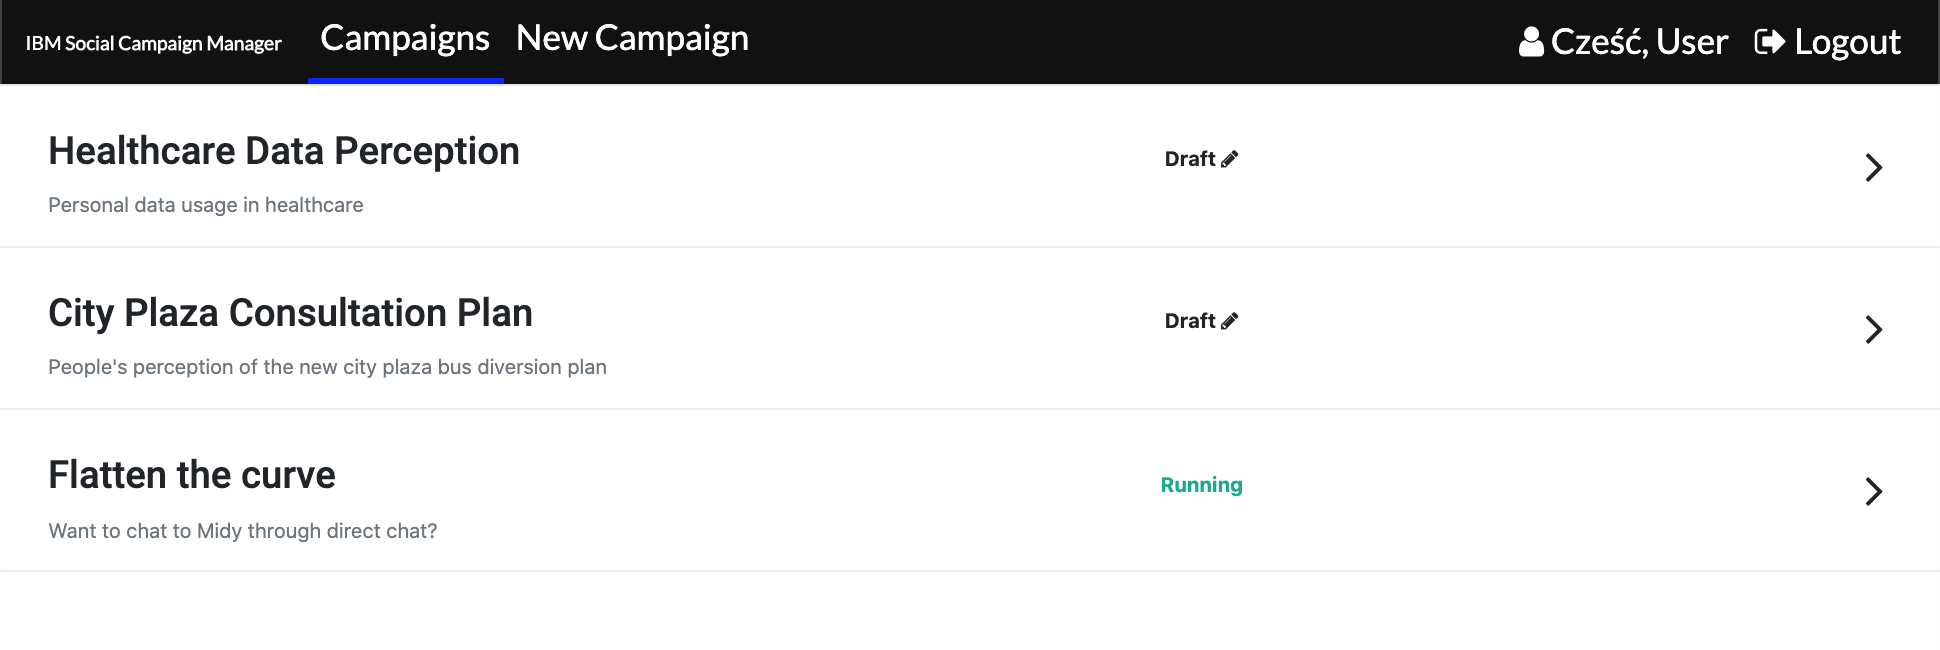 IBM Social Campaign Manager Campaigns New Campaign Cześć, User Logout
Healthcare Data Perception Draft
Personal data usage in healthcare
City Plaza Consultation Plan Draft
People's perception of the new city plaza bus diversion plan
Flatten the curve Running
Want to chat to Midy through direct chat?